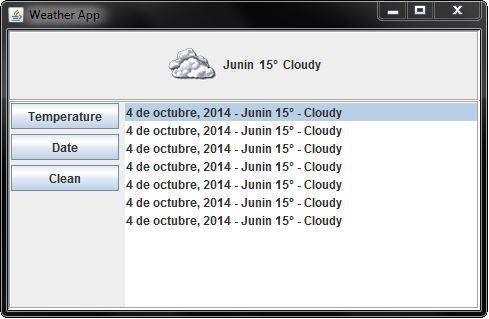 Weather App
Junin 15° Cloudy
Temperature
Date
Clean
4 de octubre, 2014 - Junin 15° - Cloudy
4 de octubre, 2014 - Junin 15° - Cloudy
4 de octubre, 2014 - Junin 15° - Cloudy
4 de octubre, 2014 - Junin 15° - Cloudy
4 de octubre, 2014 - Junin 15° - Cloudy
4 de octubre, 2014 - Junin 15° - Cloudy
4 de octubre, 2014 - Junin 15° - Cloudy